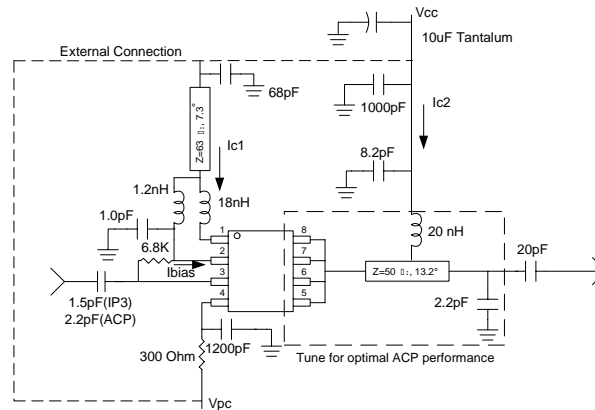 Vcc
10uF Tantalum
External Connection
68pF
1000pF
Z=63 Ω:, 7.3°
Ic1
Ic2
8.2pF
1.2nH
18nH
1.0pF
6.8K
Ibias
1
2
3
4
8
7
6
5
20 nH
Z=50 Ω:, 13.2°
20pF
2.2pF
1.5pF(IP3)
2.2pF(ACP)
1200pF
300 Ohm
Tune for optimal ACP performance
Vpc